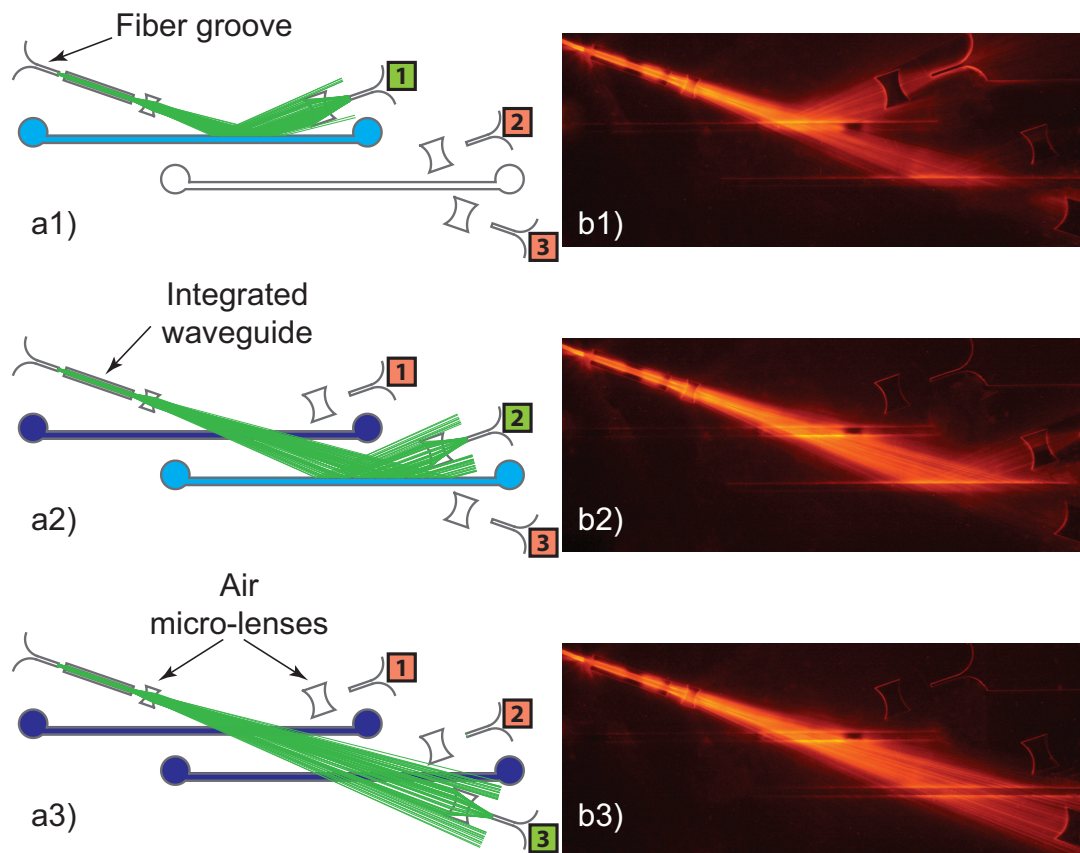 Fiber groove
1
2
3
a1)
b1)
Integrated
waveguide
1
2
3
a2)
b2)
Air
micro-lenses
1
2
3
a3)
b3)